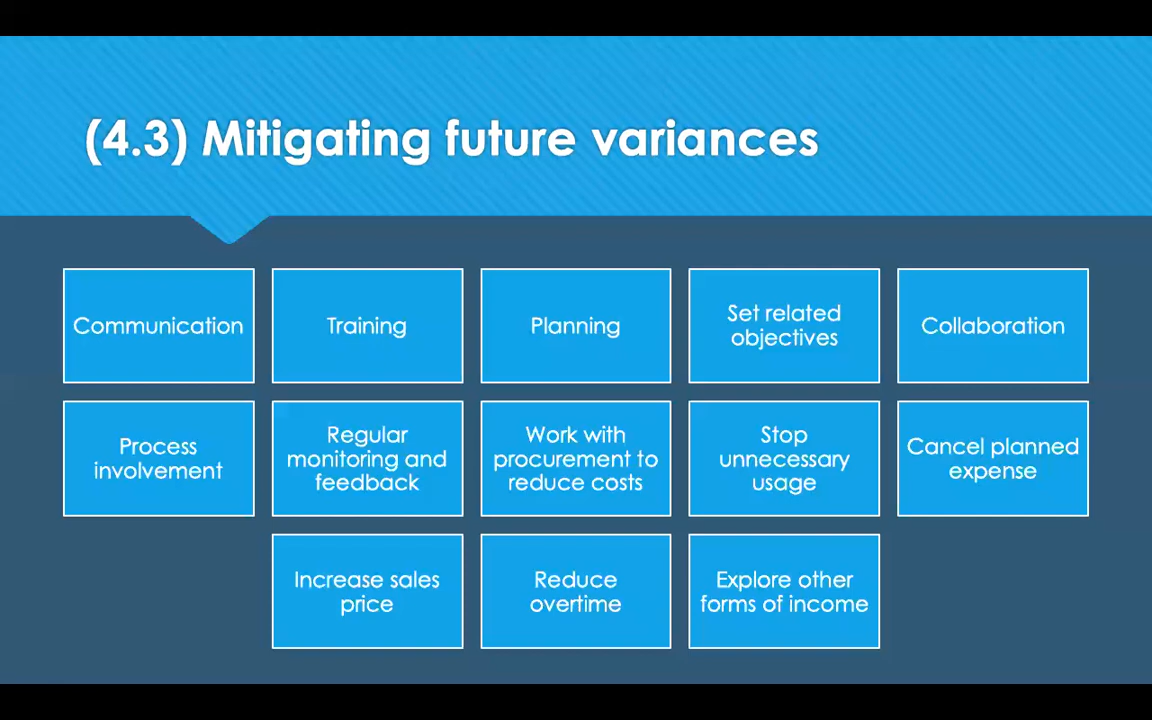 (4.3) Mitigating future variances
Communication
Training
Planning
Set related
objectives
Collaboration
Process
involvement
Regular
monitoring and
feedback
Work with
procurement to
reduce costs
Stop
unnecessary
usage
Cancel planned
expense
Increase sales
price
Reduce
overtime
Explore other
forms of income